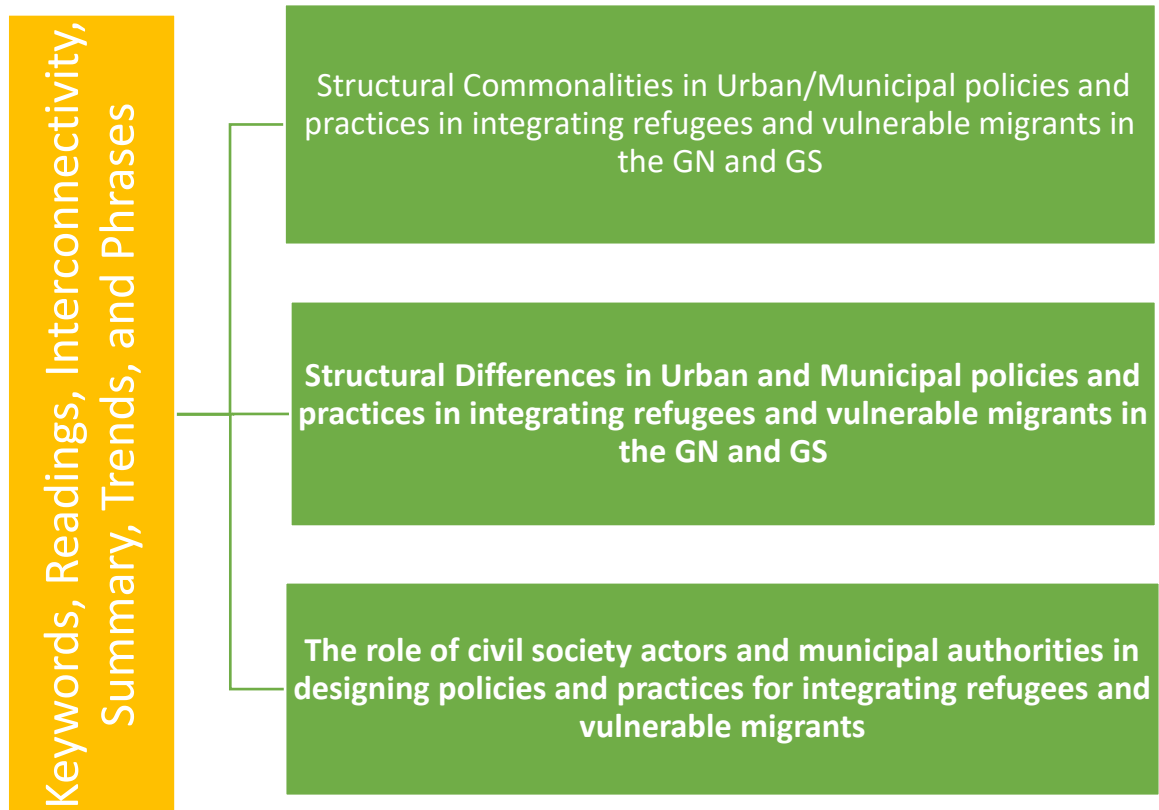 Keywords, Readings, Interconnectivity,
Summary, Trends, and Phrases
Structural Commonalities in Urban/Municipal policies and
practices in integrating refugees and vulnerable migrants in
the GN and GS
Structural Differences in Urban and Municipal policies and
practices in integrating refugees and vulnerable migrants in
the GN and GS
The role of civil society actors and municipal authorities in
designing policies and practices for integrating refugees and
vulnerable migrants